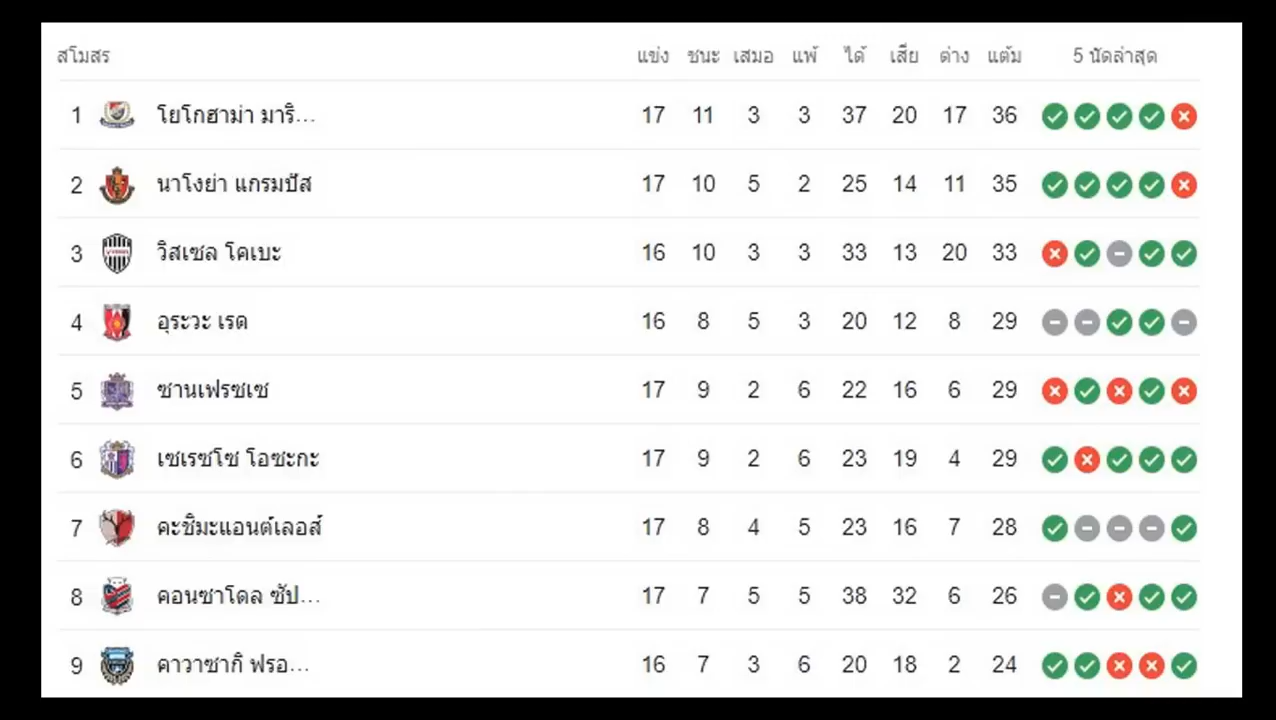 สโมสร แข่ง ชนะ เสมอ แพ้ ได้ เสีย ต่าง แต้ม 5 นัดล่าสุด
1 โยโกฮาม่า มาริ... 17 11 3 3 37 20 17 36
2 นาโงย่า แกรมปัส 17 10 5 2 25 14 11 35
3 วิสเซล โคเบะ 16 10 3 3 33 13 20 33
4 อุระวะ เรด 16 8 5 3 20 12 8 29
5 ซานเฟรซเซ 17 9 2 6 22 16 6 29
6 เซเรซโซ โอซะกะ 17 9 2 6 23 19 4 29
7 คะชิมะแอนต์เลอส์ 17 8 4 5 23 16 7 28
8 คอนซาโดล ซัป... 17 7 5 5 38 32 6 26
9 คาวาซากิ ฟรอ... 16 7 3 6 20 18 2 24